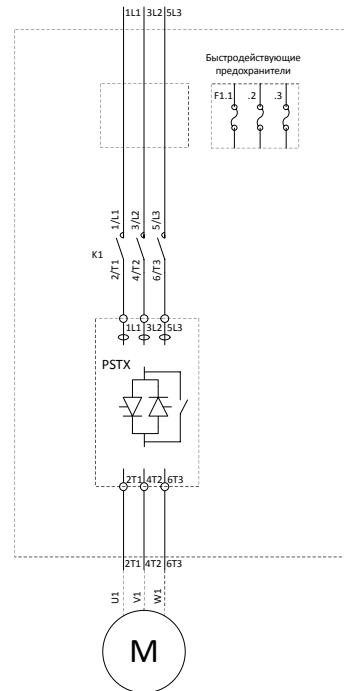 1L1 3L2 5L3
Быстродействующие
предохранители
F1.1 .2 .3
1/L1 3/L2 5/L3
K1
2/T1 4/T2 6/T3
1L1 3L2 5L3
PSTX
2T1 4T2 6T3
2T1 4T2 6T3
U1 V1 W1
M